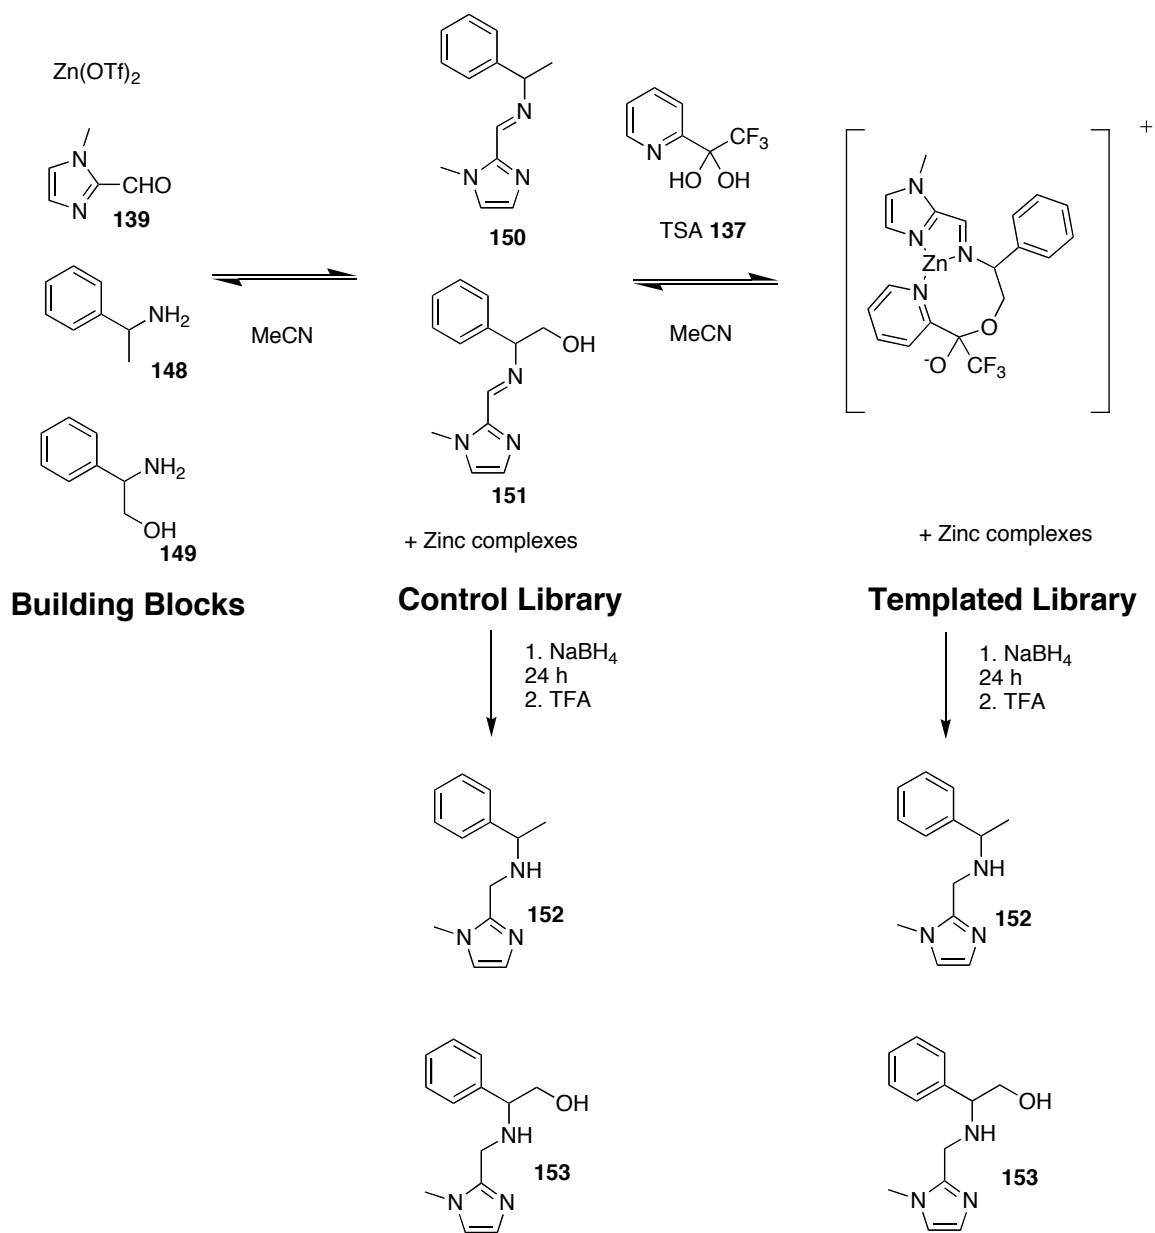 Zn(OTf)₂
N
N
CHO
139
NH₂
148
NH₂
OH
149
Building Blocks
MeCN
N
N
N
150
OH
N
N
N
151
+ Zinc complexes
Control Library
N
CF₃
HO
OH
TSA 137
MeCN
+
N
N
N
Zn
N
O
⁻O
CF₃
+ Zinc complexes
Templated Library
1. NaBH₄
24 h
2. TFA
1. NaBH₄
24 h
2. TFA
NH
152
N
N
NH
152
N
N
OH
NH
153
N
N
OH
NH
153
N
N